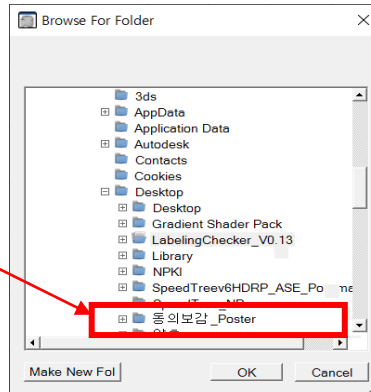 Browse For Folder
3ds
AppData
Application Data
Autodesk
Contacts
Cookies
Desktop
Desktop
Gradient Shader Pack
LabelingChecker_V0.13
Library
NPKI
SpeedTreev6HDRP_ASE_Po
동의보감_Poster
Make New Fol
OK
Cancel